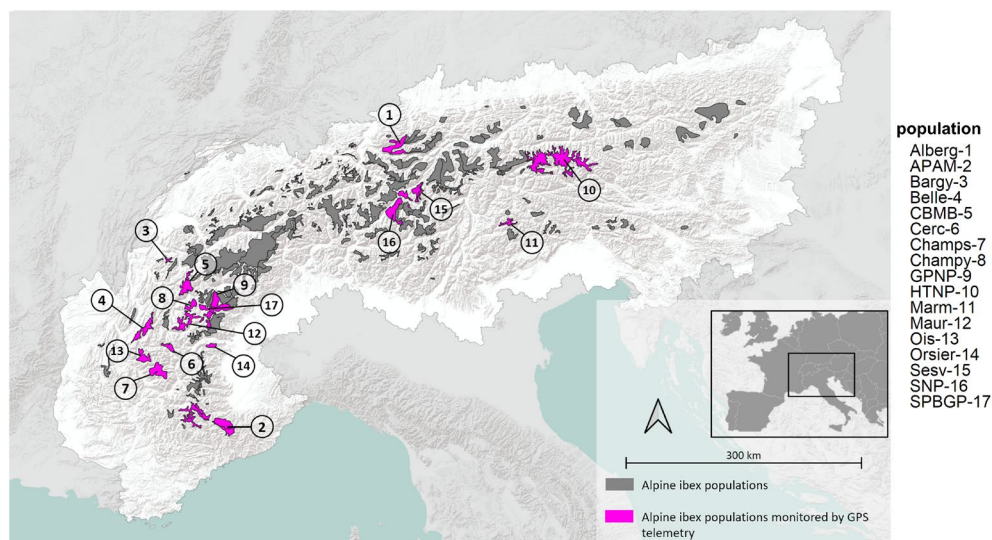 1
10
15
16
11
3
5
9
8
4
17
12
13
6
14
7
2
300 km
Alpine ibex populations
Alpine ibex populations monitored by GPS
telemetry
population
Alberg-1
APAM-2
Bargy-3
Belle-4
CBMB-5
Cerc-6
Champs-7
Champy-8
GPNP-9
HTNP-10
Marm-11
Maur-12
Ois-13
Orsier-14
Sesv-15
SNP-16
SPBGP-17